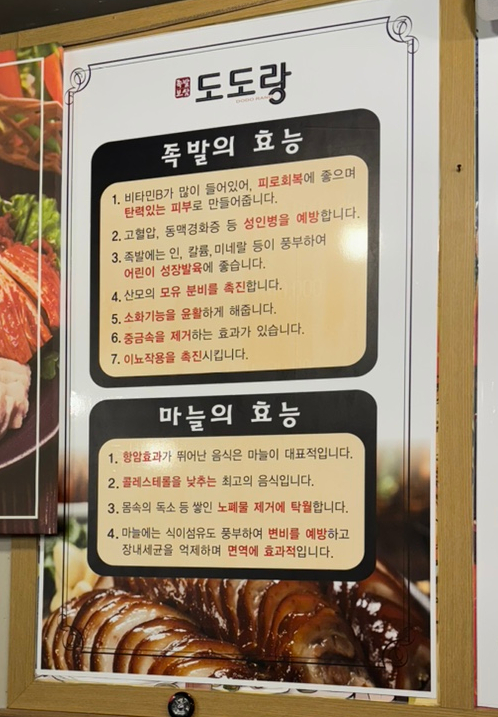 족발
보쌈
도도랑
족발의 효능
1. 비타민B가 많이 들어있어, 피로회복에 좋으며
탄력있는 피부로 만들어줍니다.
2. 고혈압, 동맥경화증 등 성인병을 예방합니다.
3. 족발에는 인, 칼륨, 미네랄 등이 풍부하여
어린이 성장발육에 좋습니다.
4. 산모의 모유 분비를 촉진합니다.
5. 소화기능을 윤활하게 해줍니다.
6. 중금속을 제거하는 효과가 있습니다.
7. 이뇨작용을 촉진시킵니다.
마늘의 효능
1. 항암효과가 뛰어난 음식은 마늘이 대표적입니다.
2. 콜레스테롤을 낮추는 최고의 음식입니다.
3. 몸속의 독소 등 쌓인 노폐물 제거에 탁월합니다.
4. 마늘에는 식이섬유도 풍부하여 변비를 예방하고
장내세균을 억제하며 면역에 효과적입니다.